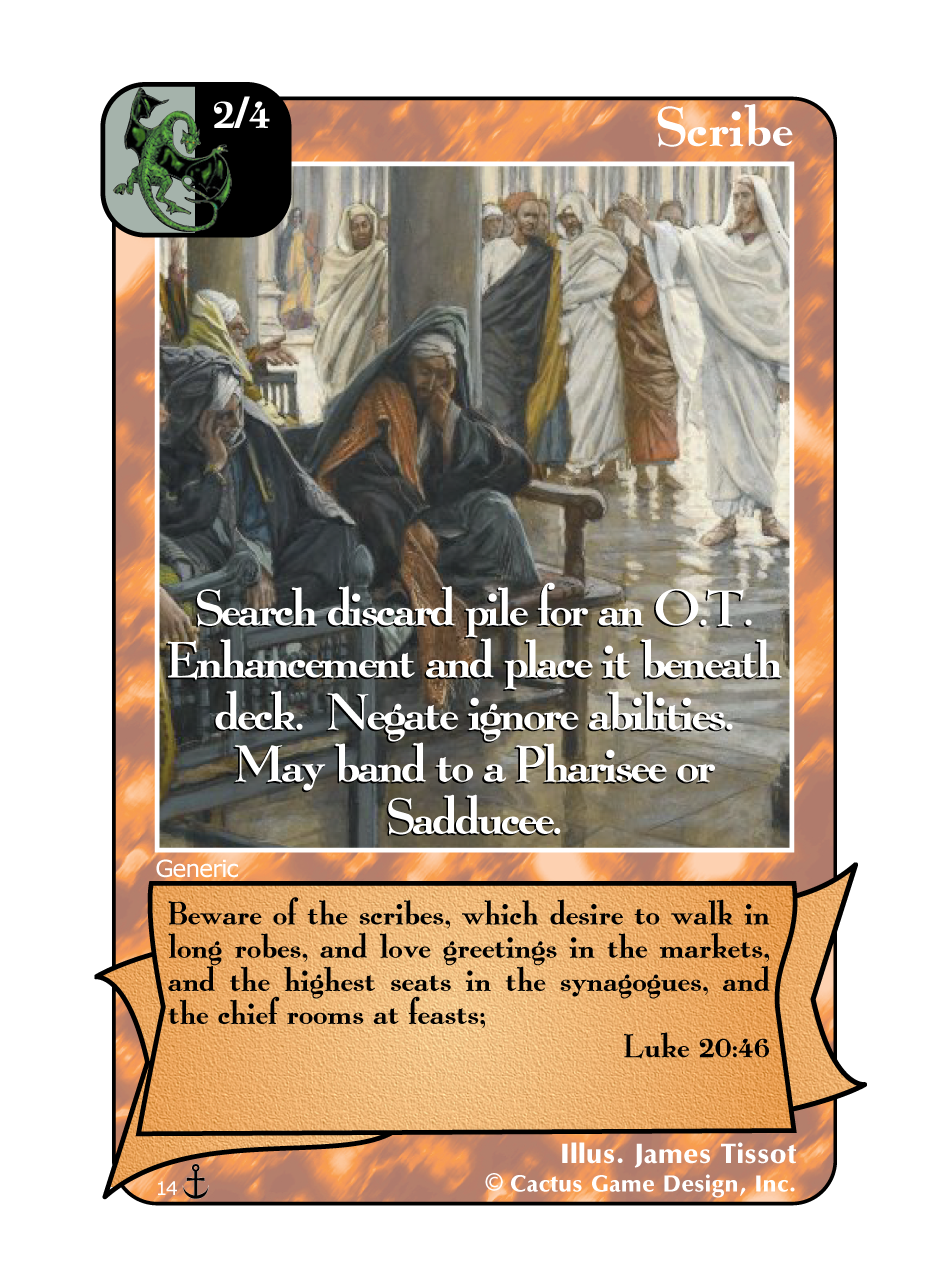 2/4
Scribe
Search discard pile for an O.T.
Enhancement and place it beneath
deck. Negate ignore abilities.
May band to a Pharisee or
Sadducee.
Generic
Beware of the scribes, which desire to walk in
long robes, and love greetings in the markets,
and the highest seats in the synagogues, and
the chief rooms at feasts;
Luke 20:46
Illus. James Tissot
14
© Cactus Game Design, Inc.